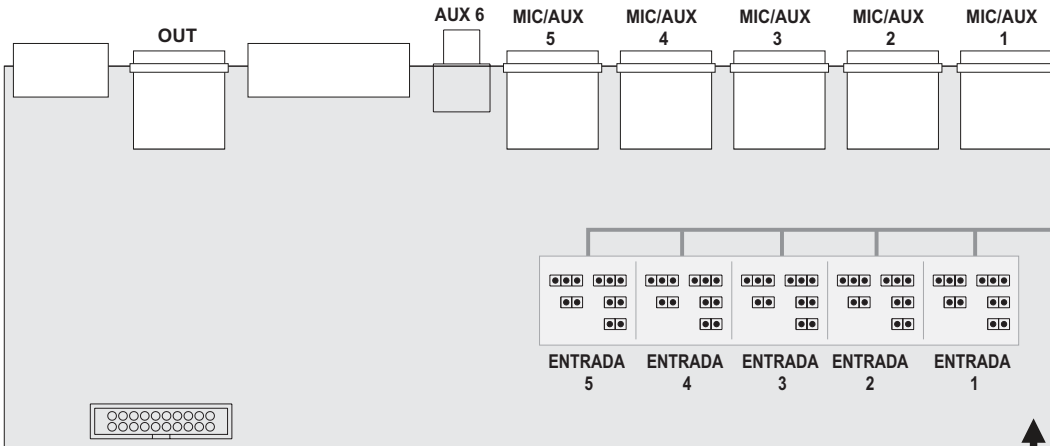 OUT
AUX 6
MIC/AUX
5
MIC/AUX
4
MIC/AUX
3
MIC/AUX
2
MIC/AUX
1
ENTRADA
5
ENTRADA
4
ENTRADA
3
ENTRADA
2
ENTRADA
1